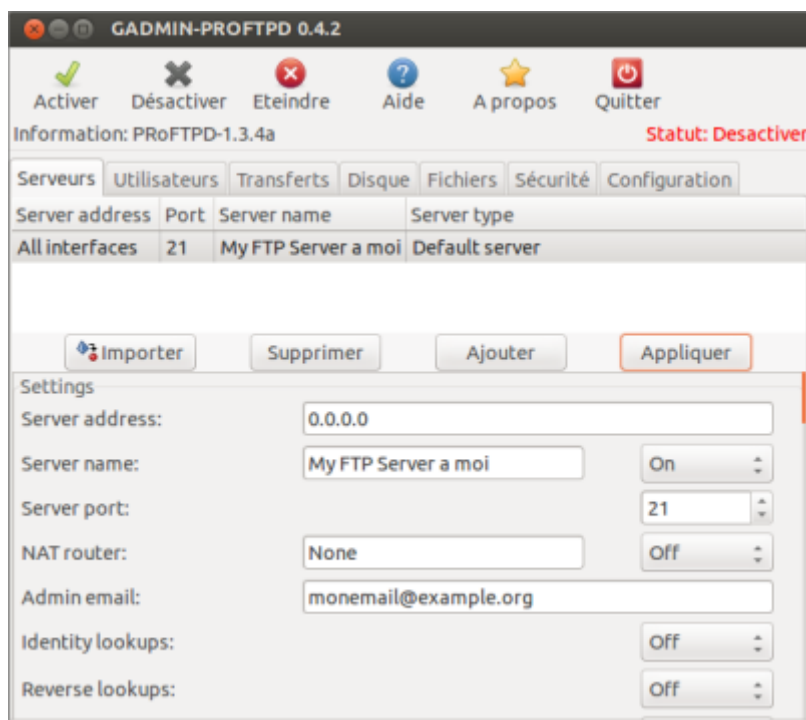 GADMIN-PROFTPD 0.4.2
Activer Désactiver Eteindre Aide A propos Quitter
Information: PRoFTPD-1.3.4a Statut: Desactiver
Serveurs Utilisateurs Transferts Disque Fichiers Sécurité Configuration
Server address Port Server name Server type
All interfaces 21 My FTP Server a moi Default server
Importer Supprimer Ajouter Appliquer
Settings
Server address: 0.0.0.0
Server name: My FTP Server a moi On
Server port: 21
NAT router: None Off
Admin email: monemail@example.org
Identity lookups: Off
Reverse lookups: Off